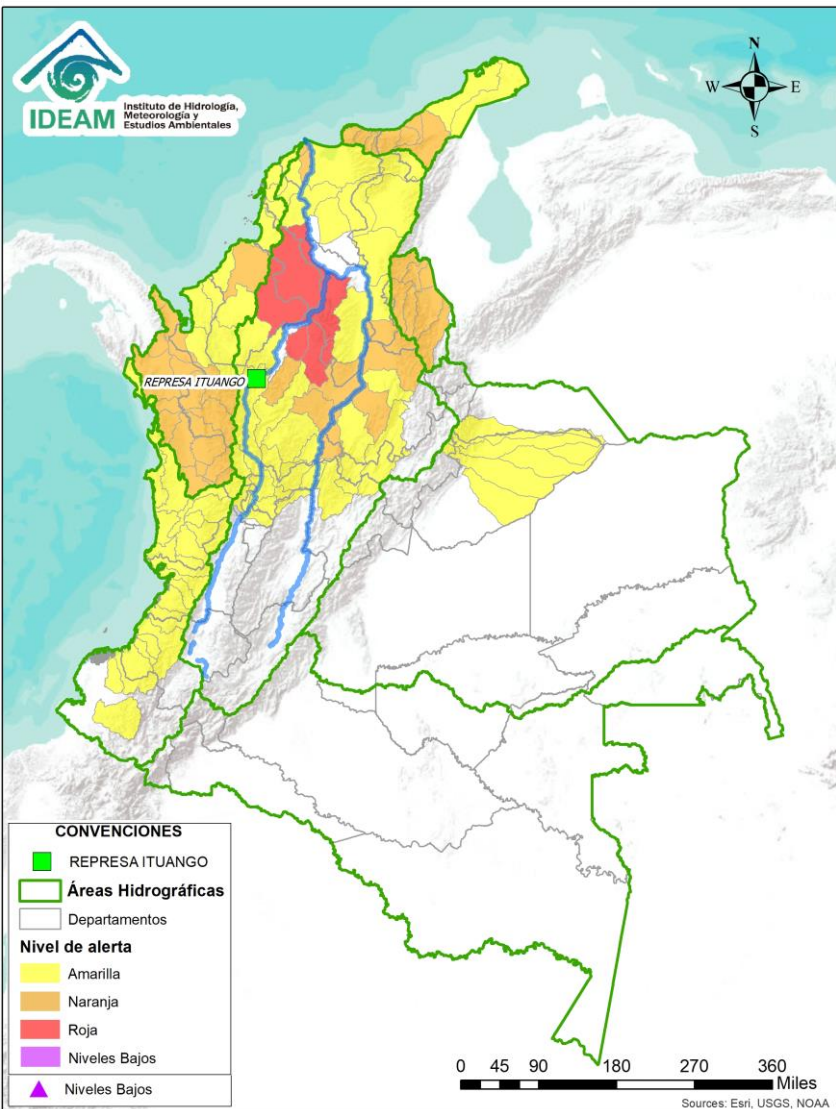 IDEAM
Instituto de Hidrología,
Meteorología y
Estudios Ambientales
N
W
E
S
REPRESA ITUANGO
CONVENCIONES
REPRESA ITUANGO
Áreas Hidrográficas
Departamentos
Nivel de alerta
Amarilla
Naranja
Roja
Niveles Bajos
Niveles Bajos
0 45 90 180 270 360
Miles
Sources: Esri, USGS, NOAA